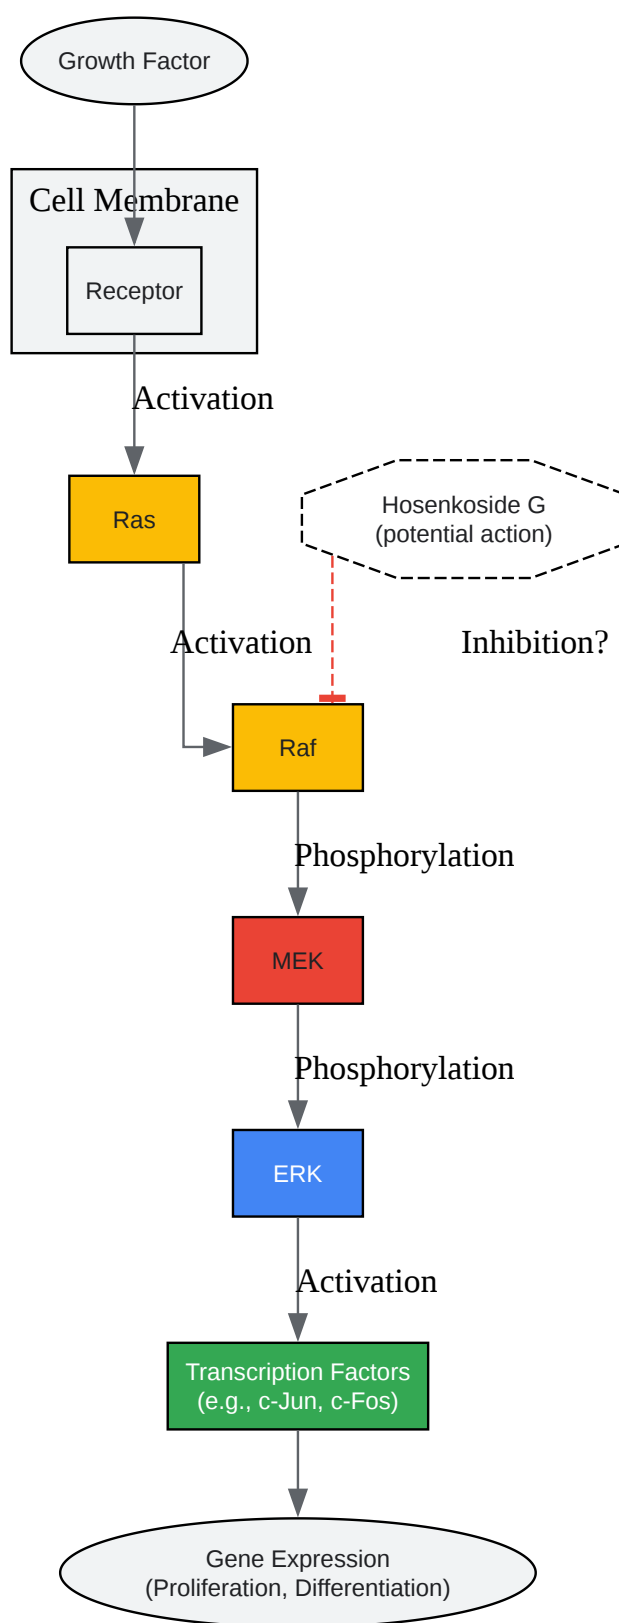 Growth Factor
Cell Membrane
Receptor
Activation
Ras
Hosenkoside G
(potential action)
Activation
Inhibition?
Raf
Phosphorylation
MEK
Phosphorylation
ERK
Activation
Transcription Factors
(e.g., c-Jun, c-Fos)
Gene Expression
(Proliferation, Differentiation)